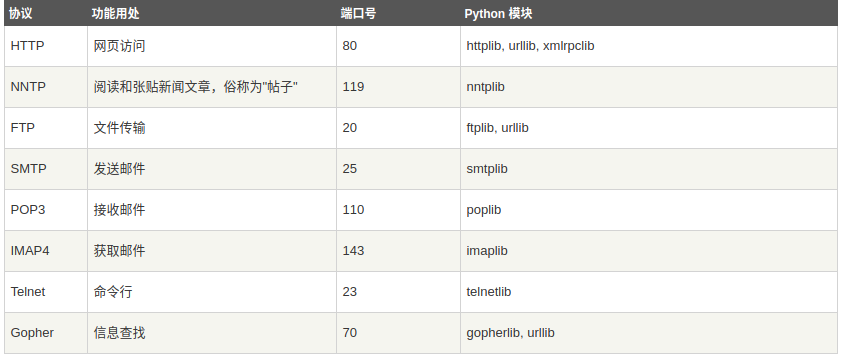 协议 功能用处 端口号 Python 模块
HTTP 网页访问 80 httplib, urllib, xmlrpclib
NNTP 阅读和张贴新闻文章，俗称为"帖子" 119 nntplib
FTP 文件传输 20 ftplib, urllib
SMTP 发送邮件 25 smtplib
POP3 接收邮件 110 poplib
IMAP4 获取邮件 143 imaplib
Telnet 命令行 23 telnetlib
Gopher 信息查找 70 gopherlib, urllib